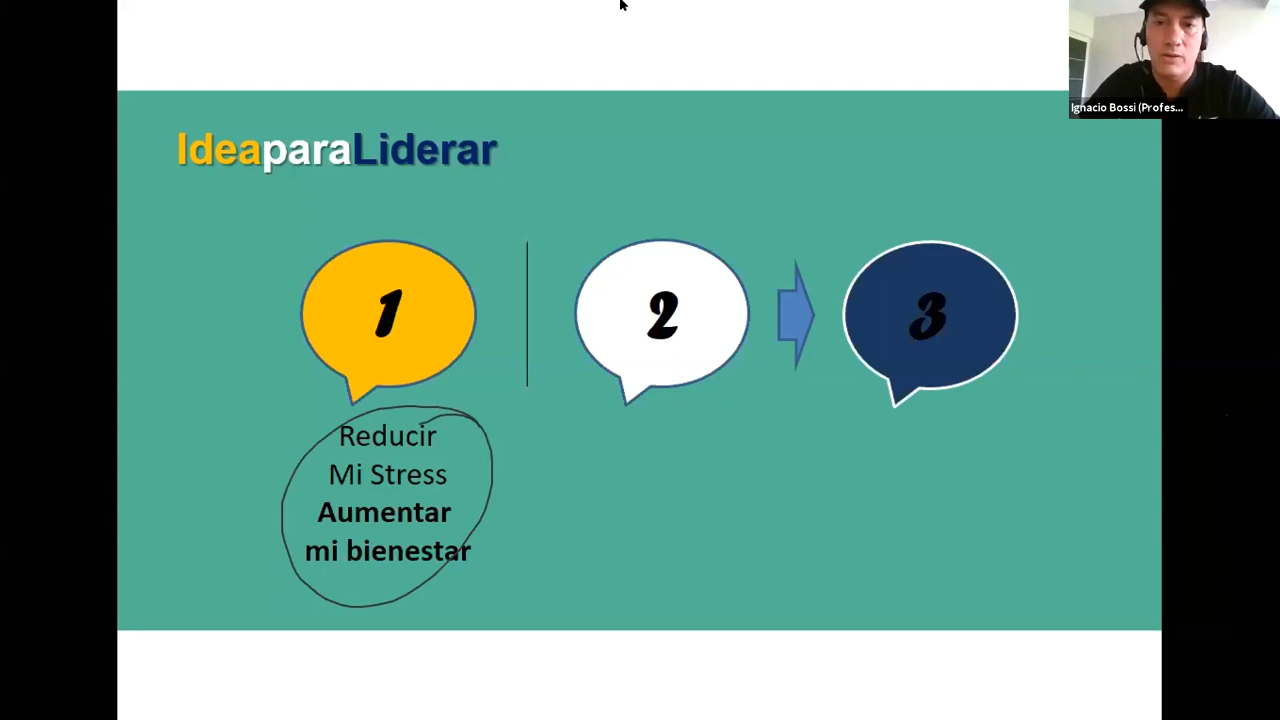 Ignacio Bossi (Profes...
IdeaparaLiderar
1
2
3
Reducir
Mi Stress
Aumentar
mi bienestar